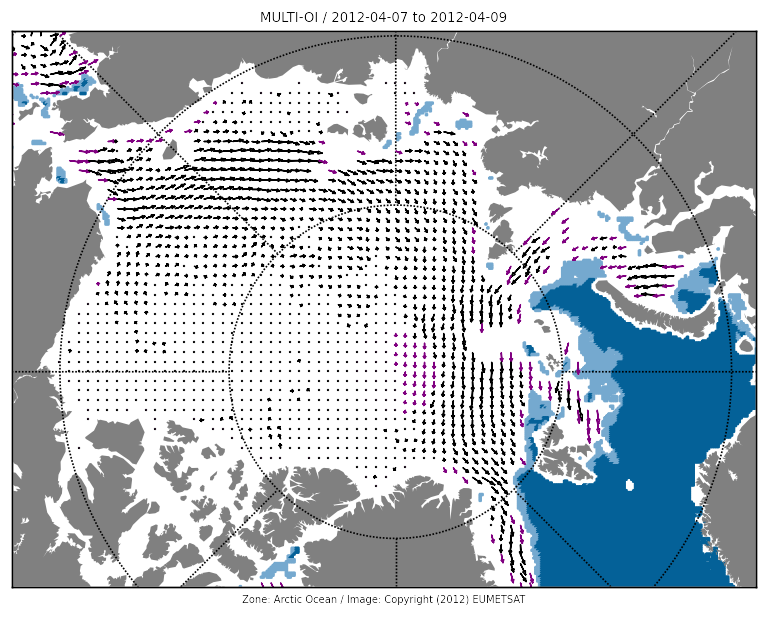 MULTI-OI / 2012-04-07 to 2012-04-09
Zone: Arctic Ocean / Image: Copyright (2012) EUMETSAT